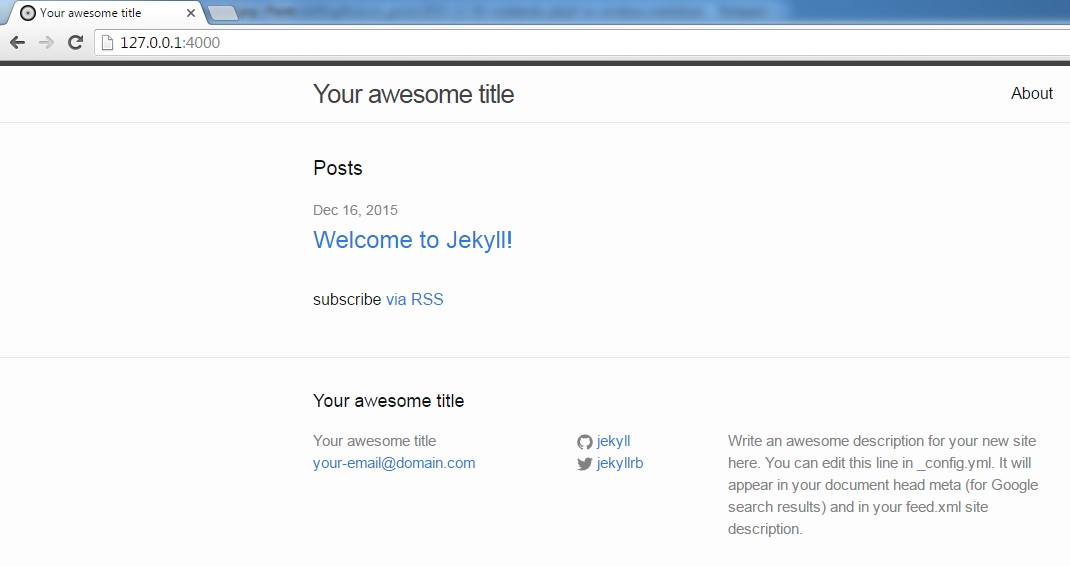 Your awesome title
127.0.0.1:4000
Your awesome title
About
Posts
Dec 16, 2015
Welcome to Jekyll!
subscribe via RSS
Your awesome title
Your awesome title
your-email@domain.com
jekyll
jekyllrb
Write an awesome description for your new site
here. You can edit this line in _config.yml. It will
appear in your document head meta (for Google
search results) and in your feed.xml site
description.